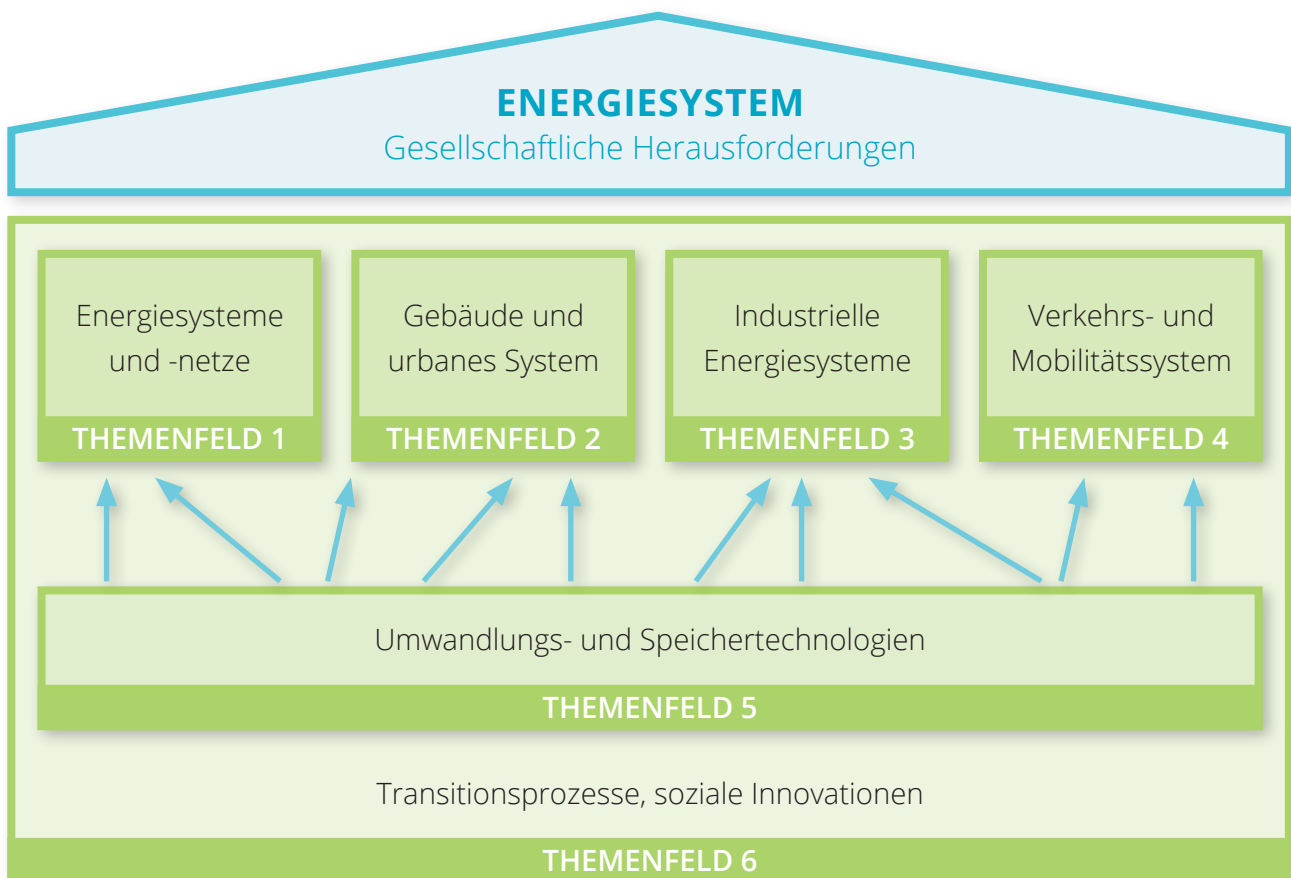 ENERGIESYSTEM
Gesellschaftliche Herausforderungen
Energiesysteme
und -netze
THEMENFELD 1
Gebäude und
urbanes System
THEMENFELD 2
Industrielle
Energiesysteme
THEMENFELD 3
Verkehrs- und
Mobilitätssystem
THEMENFELD 4
Umwandlungs- und Speichertechnologien
THEMENFELD 5
Transitionsprozesse, soziale Innovationen
THEMENFELD 6